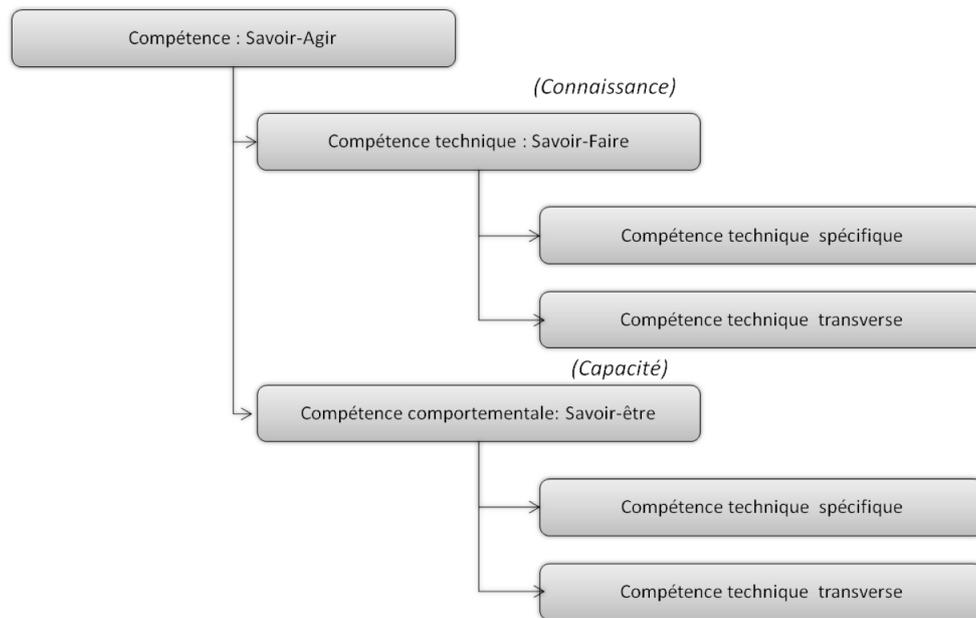 Compétence : Savoir-Agir
(Connaissance)
Compétence technique : Savoir-Faire
Compétence technique spécifique
Compétence technique transverse
(Capacité)
Compétence comportementale: Savoir-être
Compétence technique spécifique
Compétence technique transverse